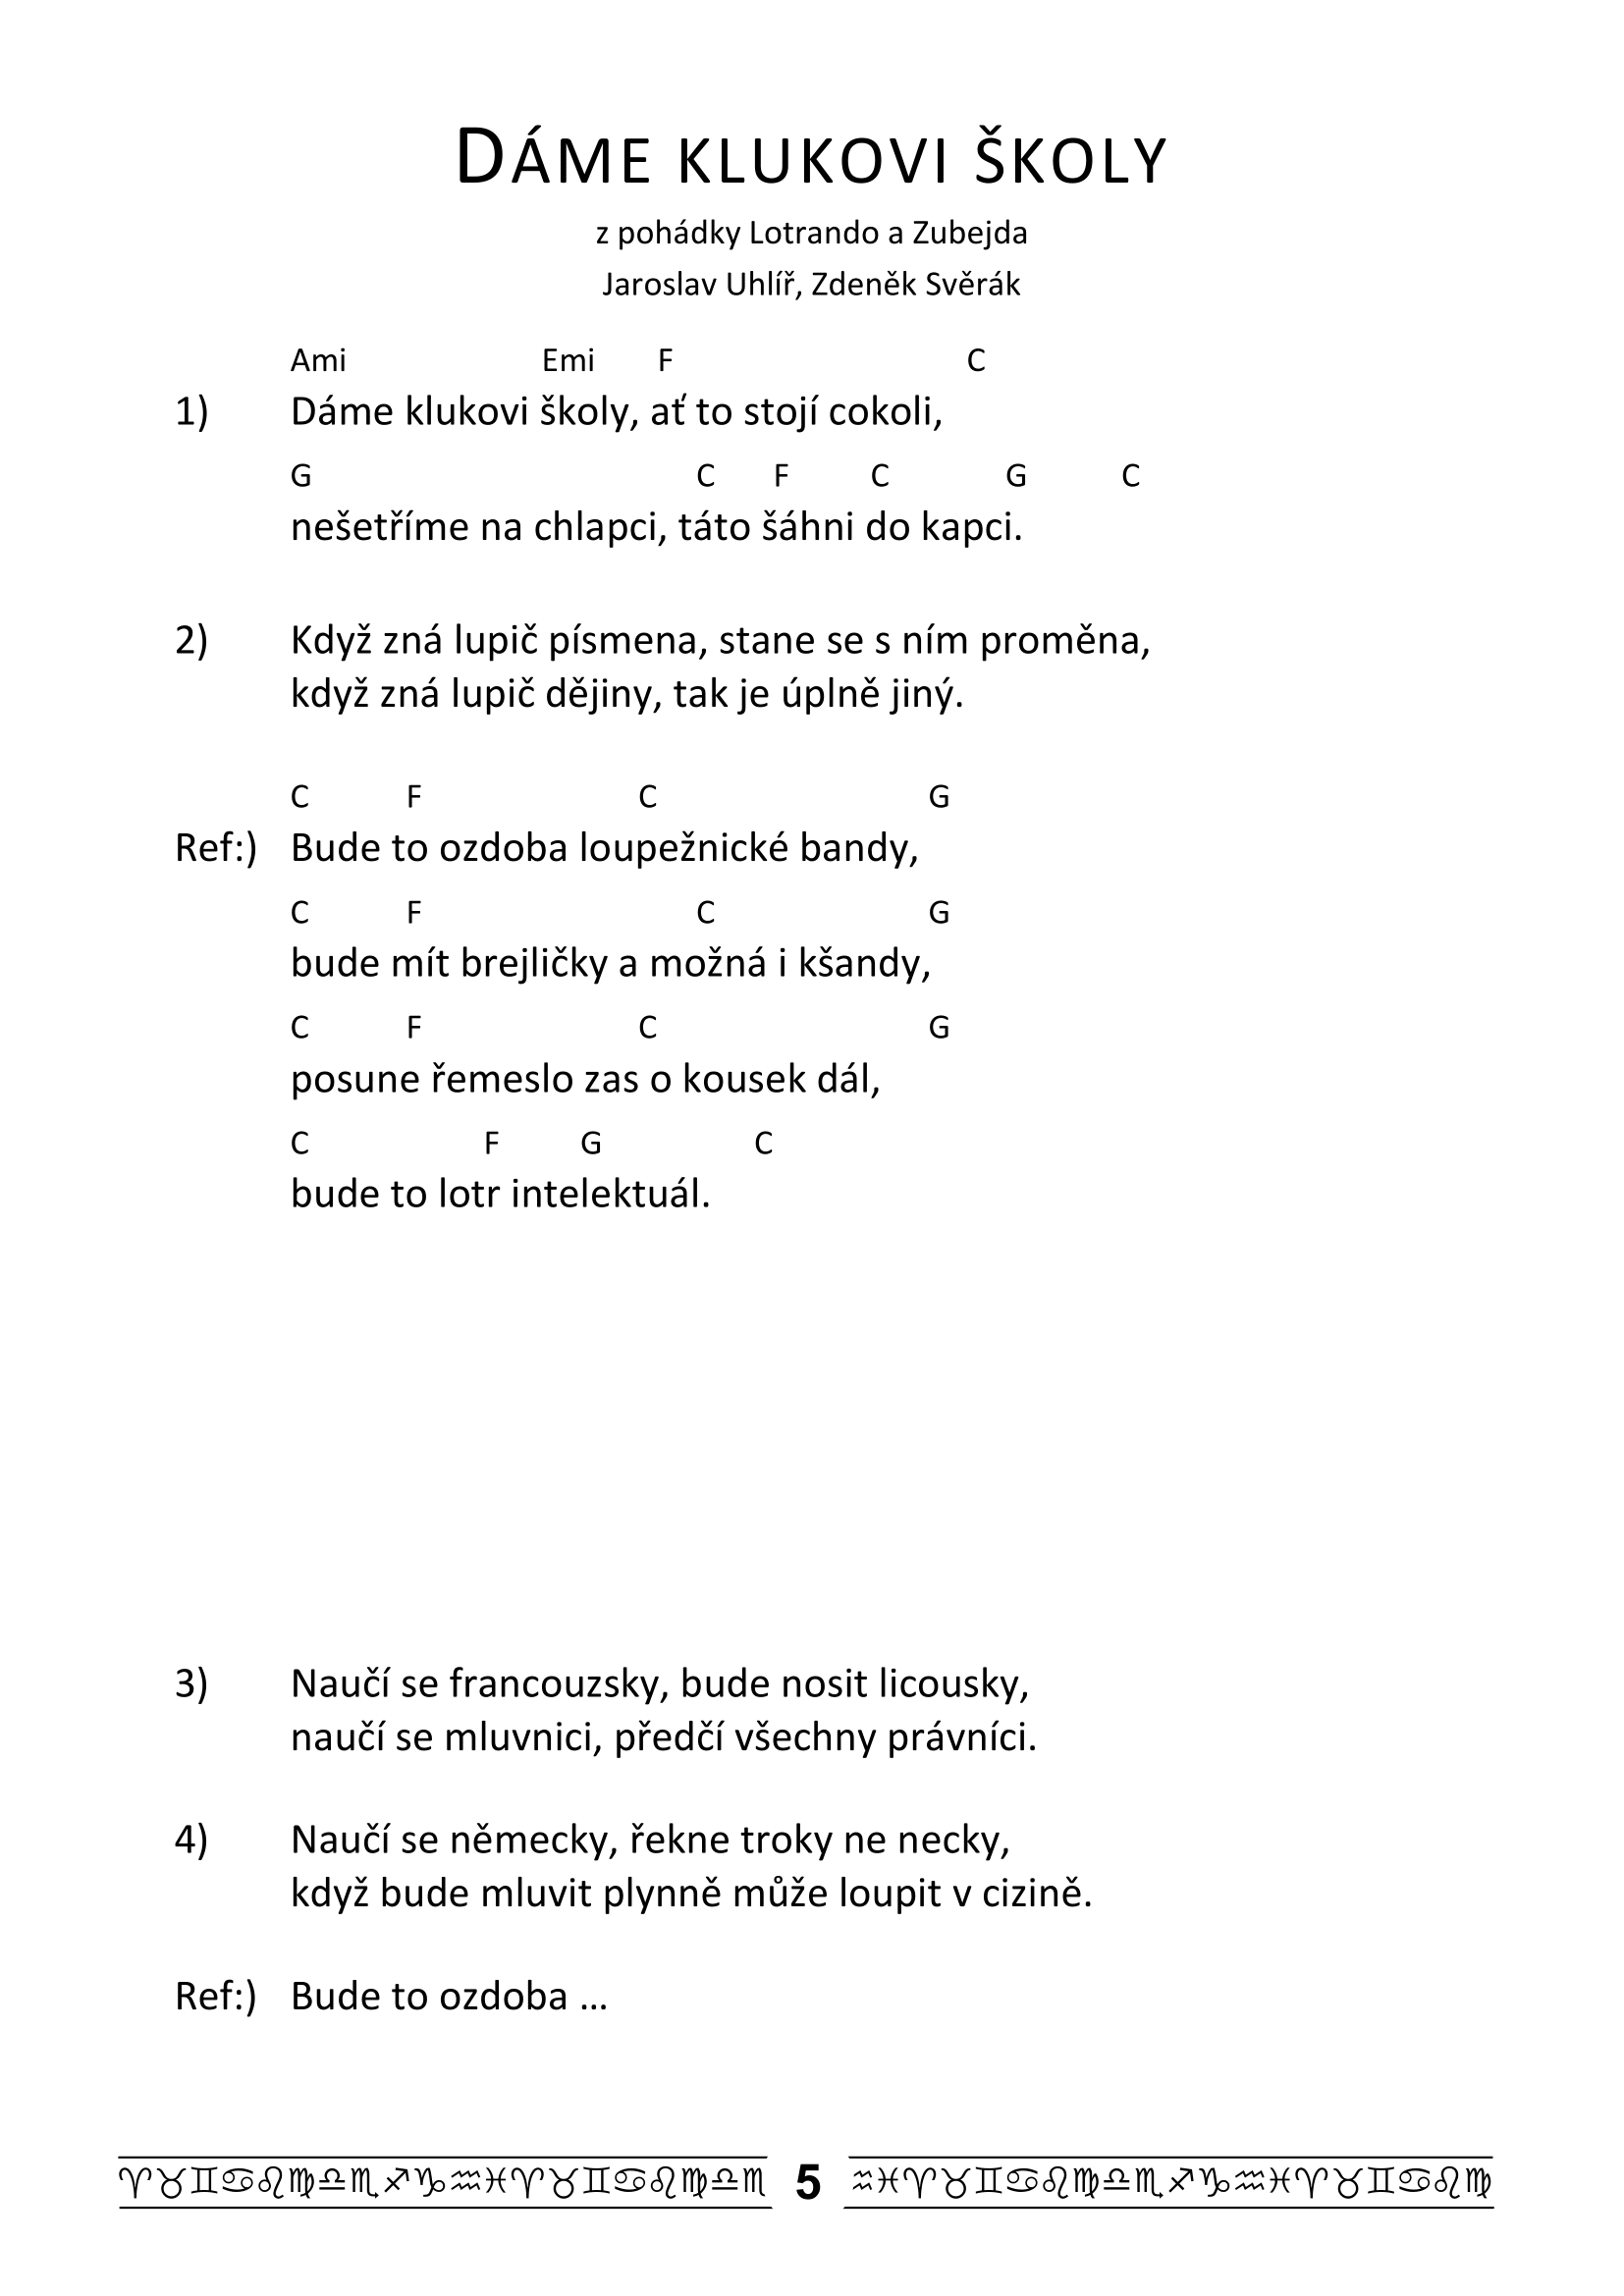 DÁME KLUKOVI ŠKOLY
z pohádky Lotrando a Zubejda
Jaroslav Uhlíř, Zdeněk Svěrák
Ami Emi F C
1) Dáme klukovi školy, ať to stojí cokoli,
G C F C G C
nešetříme na chlapci, táto šáhni do kapci.
2) Když zná lupič písmena, stane se s ním proměna,
když zná lupič dějiny, tak je úplně jiný.
C F C G
Ref:) Bude to ozdoba loupežnické bandy,
C F C G
bude mít brejličky a možná i kšandy,
C F C G
posune řemeslo zas o kousek dál,
C F G C
bude to lotr intelektuál.
3) Naučí se francouzsky, bude nosit licousky,
naučí se mluvnici, předčí všechny právníci.
4) Naučí se německy, řekne troky ne necky,
když bude mluvit plynně může loupit v cizině.
Ref:) Bude to ozdoba ...
♈♉♊♋♌♍♎♏♐♑♒♓♈♉♊♋♌♍♎♏ 5 ♒♓♈♉♊♋♌♍♎♏♐♑♒♓♈♉♊♋♌♍